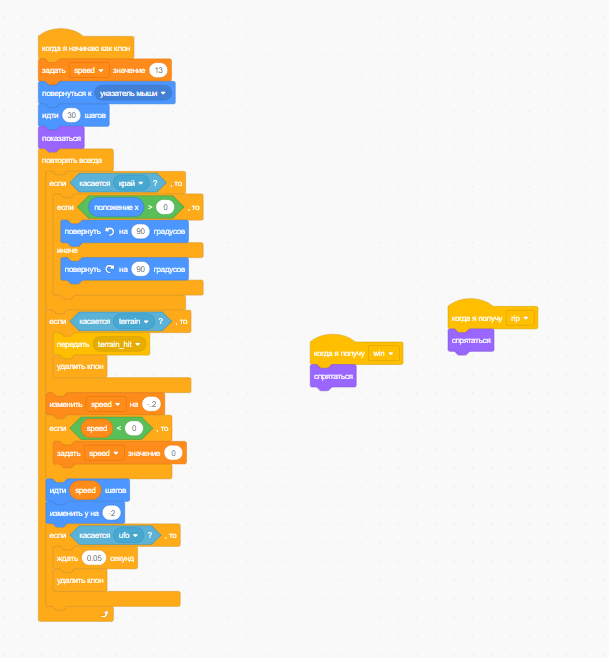 когда я начинаю как клон
задать speed значение 13
повернуться к указатель мыши
идти 30 шагов
показаться
повторять всегда
если касается край ? , то
если положение x > 0 , то
повернуть на 90 градусов
иначе
повернуть на 90 градусов
если касается terrain ? , то
передать terrain_hit
удалить клон
изменить speed на -.2
если speed < 0 , то
задать speed значение 0
идти speed шагов
изменить y на -2
если касается ufo ? , то
ждать 0.05 секунд
удалить клон
когда я получу win
спрятаться
когда я получу rip
спрятаться